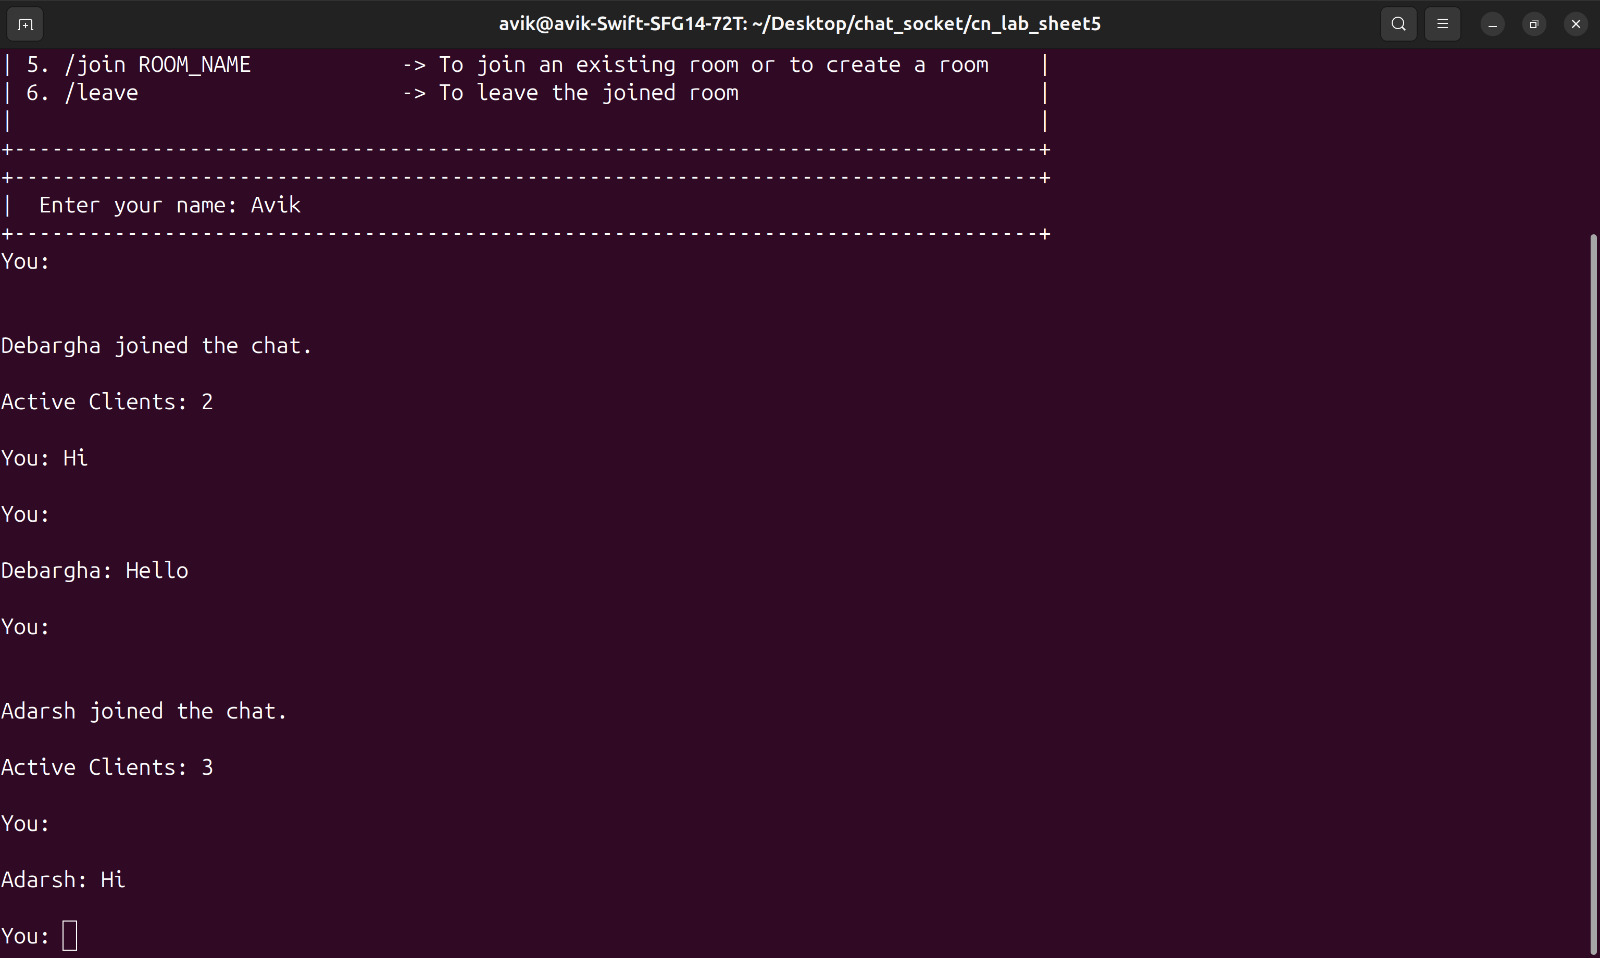 avik@avik-Swift-SFG14-72T: ~/Desktop/chat_socket/cn_lab_sheet5
| 5. /join ROOM_NAME            -> To join an existing room or to create a room    |
| 6. /leave                     -> To leave the joined room                        |
|                                                                                  |
+----------------------------------------------------------------------------------+
+----------------------------------------------------------------------------------+
|  Enter your name: Avik
+----------------------------------------------------------------------------------+
You:
Debargha joined the chat.
Active Clients: 2
You: Hi
You:
Debargha: Hello
You:
Adarsh joined the chat.
Active Clients: 3
You:
Adarsh: Hi
You: